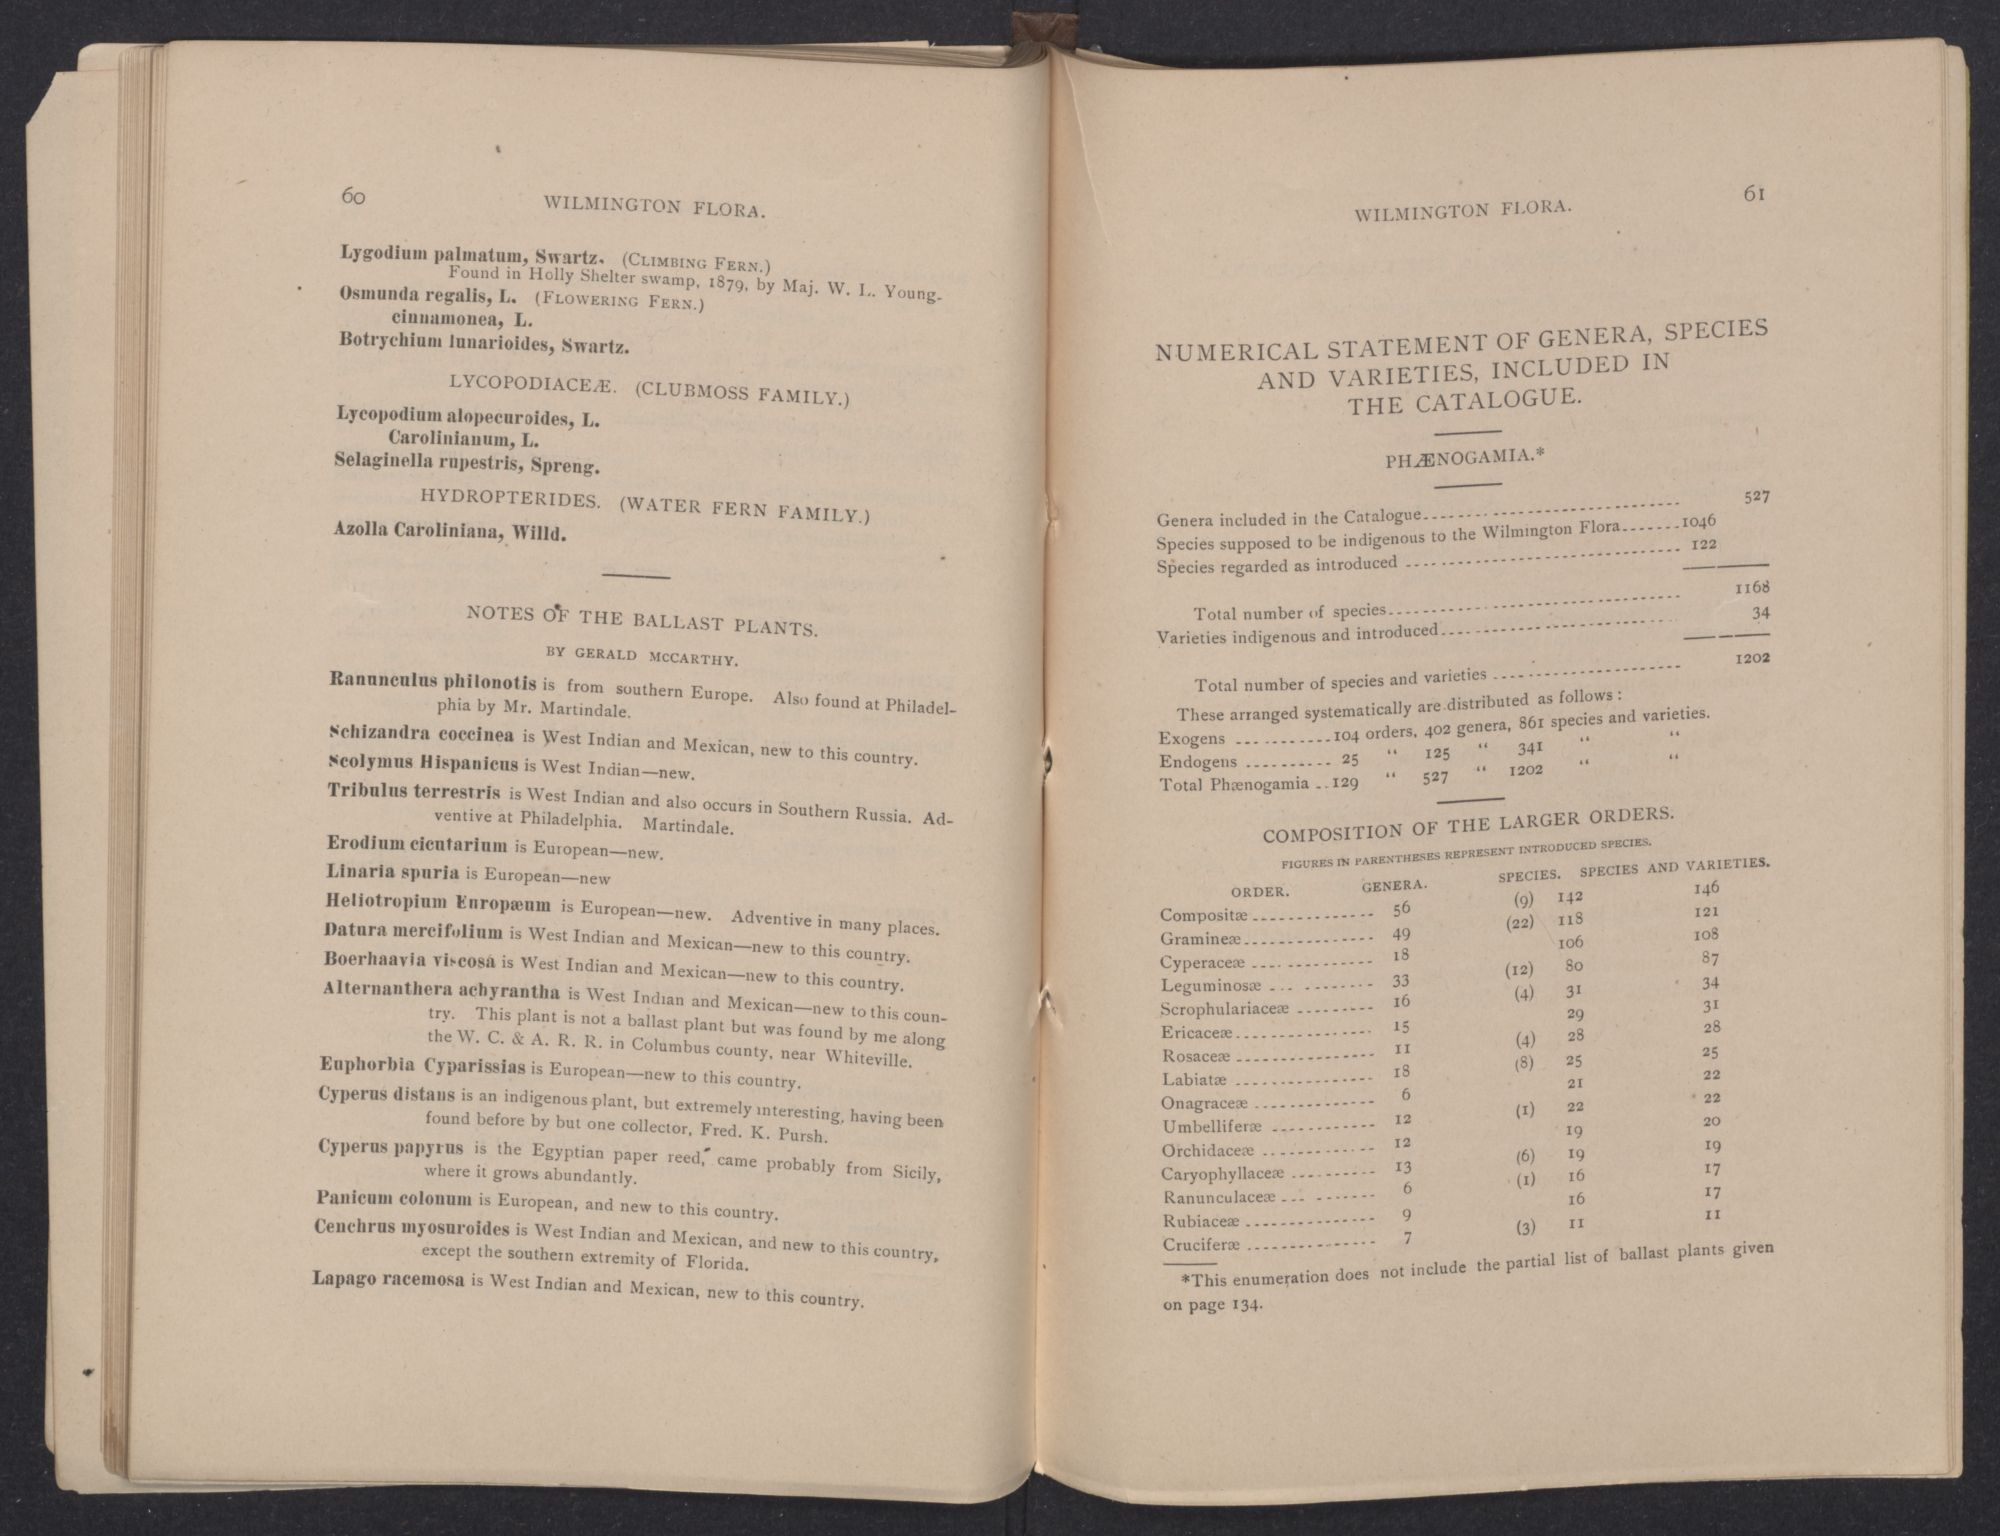 60
WILMINGTON FLORA.
Lygodium palmatum, Swartz. (CLIMBING FERN.)
Found in Holly Shelter swamp, 1879, by Maj. W. L. Young-
Osmunda regalis, L. (FLOWERING FERN.)
cinnamonea, L.
Botrychium lunarioides, Swartz.
LYCOPODIACEÆ. (CLUBMOSS FAMILY.)
Lycopodium alopecuroides, L.
Carolinianum, L.
Selaginella rupestris, Spreng.
HYDROPTERIDES. (WATER FERN FAMILY.)
Azolla Caroliniana, Willd.
NOTES OF THE BALLAST PLANTS.
BY GERALD MCCARTHY.
Ranunculus philonotis is from southern Europe. Also found at Philadel-
phia by Mr. Martindale.
Schizandra coccinea is West Indian and Mexican, new to this country.
Scolymus Hispanicus is West Indian—new.
Tribulus terrestris is West Indian and also occurs in Southern Russia. Ad-
ventive at Philadelphia. Martindale.
Erodium cicutarium is European—new.
Linaria spuria is European—new
Heliotropium Europæum is European—new. Adventive in many places.
Datura mercifolium is West Indian and Mexican—new to this country.
Boerhaavia viscosa is West Indian and Mexican—new to this country.
Alternanthera achyrantha is West Indian and Mexican—new to this coun-
try. This plant is not a ballast plant but was found by me along
the W. C. & A. R. R. in Columbus county, near Whiteville.
Euphorbia Cyparissias is European—new to this country.
Cyperus distans is an indigenous plant, but extremely interesting, having been
found before by but one collector, Fred. K. Pursh.
Cyperus papyrus is the Egyptian paper reed, came probably from Sicily,
where it grows abundantly.
Panicum colonum is European, and new to this country.
Cenchrus myosuroides is West Indian and Mexican, and new to this country,
except the southern extremity of Florida.
Lapago racemosa is West Indian and Mexican, new to this country.
WILMINGTON FLORA.
61
NUMERICAL STATEMENT OF GENERA, SPECIES
AND VARIETIES, INCLUDED IN
THE CATALOGUE.
PHÆNOGAMIA.*
Genera included in the Catalogue 527
Species supposed to be indigenous to the Wilmington Flora 1046
Species regarded as introduced 122
1168
Total number of species
Varieties indigenous and introduced 34
1202
Total number of species and varieties
These arranged systematically are distributed as follows:
Exogens 104 orders, 402 genera, 861 species and varieties.
Endogens 25 “ 125 “ 341 “ “
Total Phænogamia 129 “ 527 “ 1202 “ “
COMPOSITION OF THE LARGER ORDERS.
FIGURES IN PARENTHESES REPRESENT INTRODUCED SPECIES.
ORDER. GENERA. SPECIES. SPECIES AND VARIETIES.
Compositæ 56 (9) 142 146
Gramineæ 49 (22) 118 121
Cyperaceæ 18 106 108
Leguminosæ 33 (12) 80 87
Scrophulariaceæ 16 (4) 31 34
Ericaceæ 15 29 31
Rosaceæ 11 (4) 28 28
Labiatæ 18 (8) 25 25
Onagraceæ 6 21 22
Umbelliferæ 12 (1) 22 22
Orchidaceæ 12 19 20
Caryophyllaceæ 13 (6) 19 19
Ranunculaceæ 6 (1) 16 17
Rubiaceæ 9 16 17
Cruciferæ 7 (3) 11 11
*This enumeration does not include the partial list of ballast plants given
on page 134.